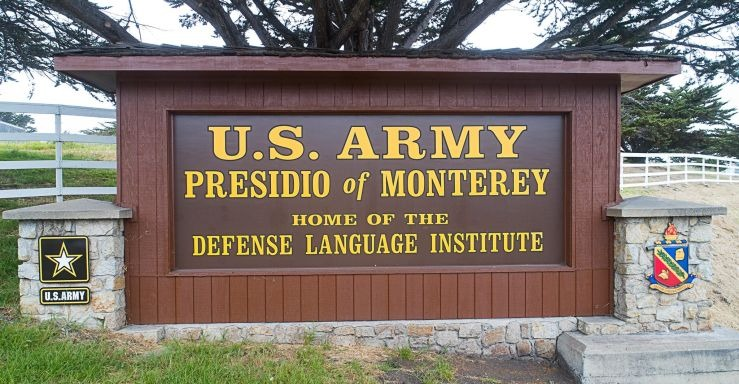 U.S. ARMY
PRESIDIO of MONTEREY
HOME OF THE
DEFENSE LANGUAGE INSTITUTE
U.S.ARMY